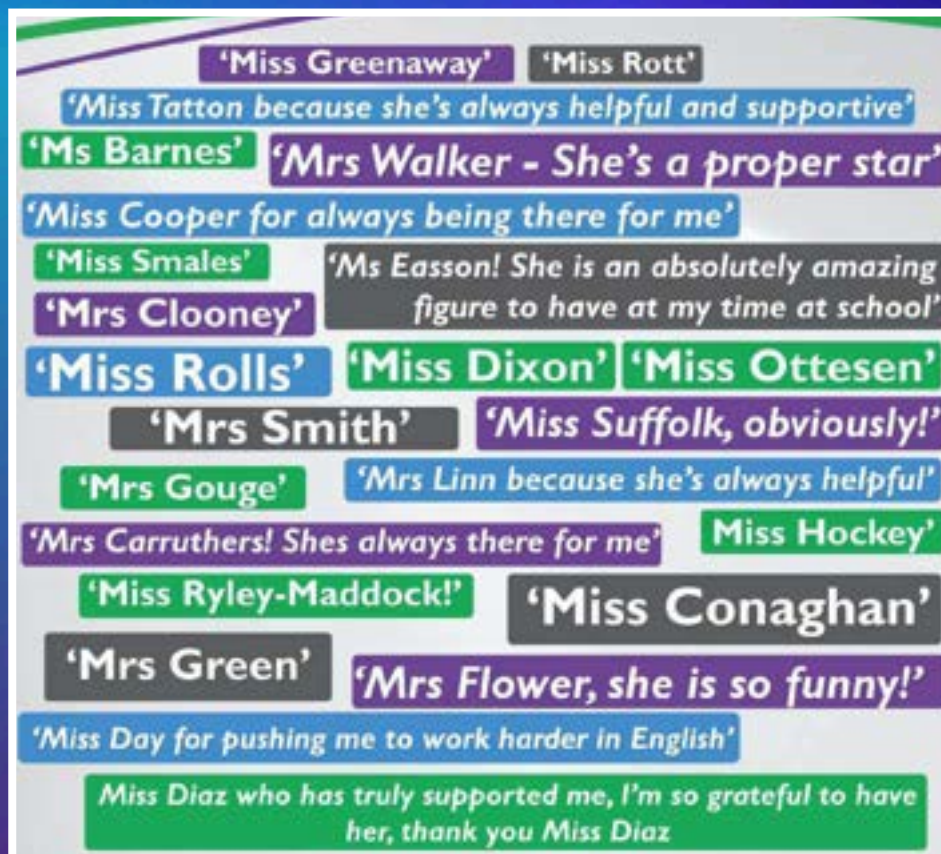 ‘Miss Greenaway’ ‘Miss Rott’
‘Miss Tatton because she’s always helpful and supportive’
‘Ms Barnes’ ‘Mrs Walker - She’s a proper star’
‘Miss Cooper for always being there for me’
‘Miss Smales’
‘Ms Easson! She is an absolutely amazing
figure to have at my time at school’
‘Mrs Clooney’
‘Miss Rolls’ ‘Miss Dixon’ ‘Miss Ottesen’
‘Mrs Smith’ ‘Miss Suffolk, obviously!’
‘Mrs Gouge’ ‘Mrs Linn because she’s always helpful’
‘Mrs Carruthers! Shes always there for me’ Miss Hockey’
‘Miss Ryley-Maddock!’ ‘Miss Conaghan’
‘Mrs Green’ ‘Mrs Flower, she is so funny!’
‘Miss Day for pushing me to work harder in English’
Miss Diaz who has truly supported me, I’m so grateful to have
her, thank you Miss Diaz